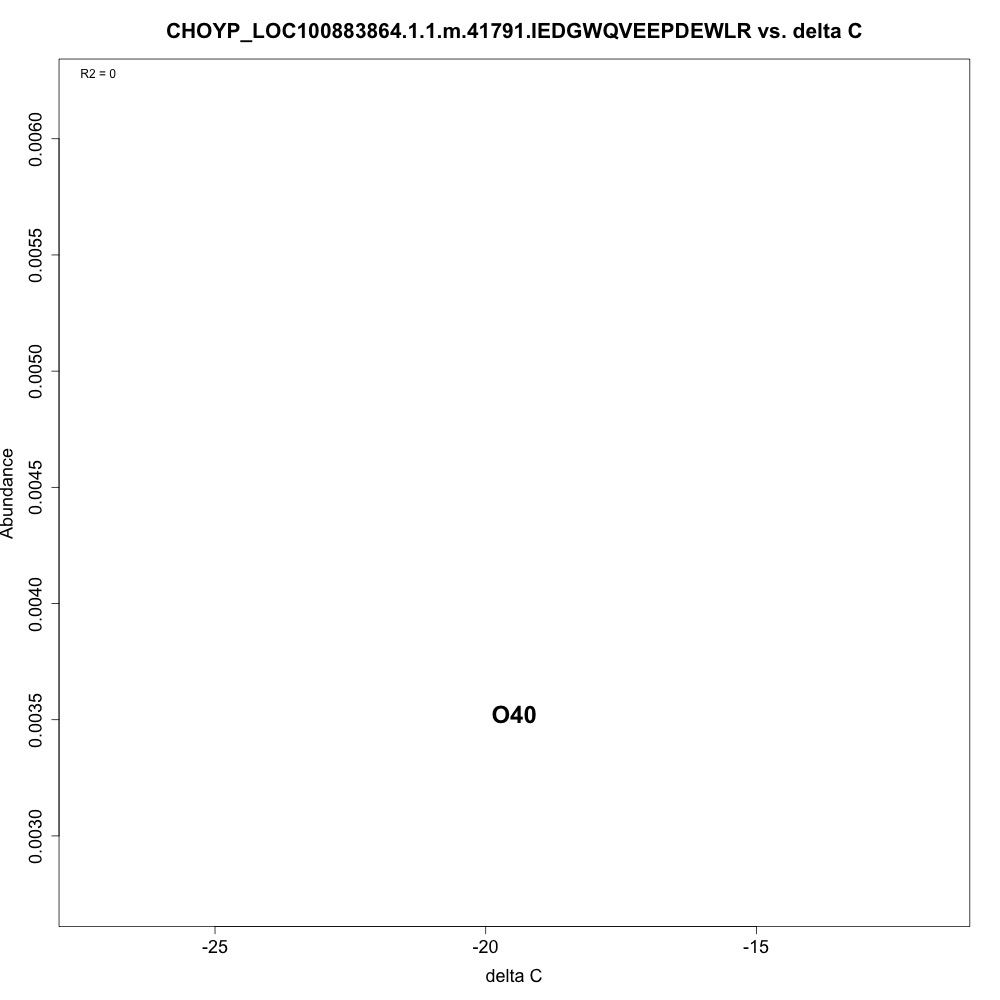 CHOYP_LOC100883864.1.1.m.41791.IEDGWQVEEPDEWLR vs. delta C
R2 = 0
0.0060
0.0055
0.0050
0.0045
0.0040
0.0035
0.0030
Abundance
O40
-25
-20
-15
delta C